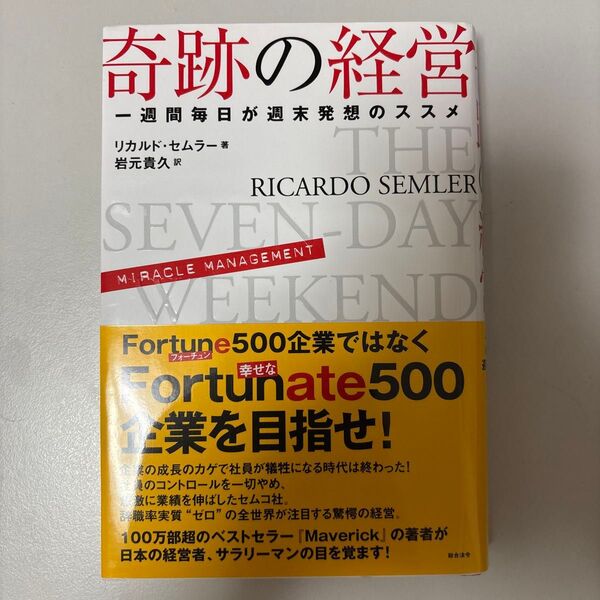 奇跡の経営
一週間毎日が週末発想のススメ
リカルド・セムラー 著
岩元貴久 訳
THE
RICARDO SEMLER
SEVEN-DAY
MIRACLE MANAGEMENT
WEEKEND
Fortune500企業ではなく
フォーチュン
幸せな
Fortunate500
企業を目指せ!
企業の成長のカゲで社員が犠牲になる時代は終わった!
員のコントロールを一切やめ、
激に業績を伸ばしたセムコ社。
辞職率実質“ゼロ”の全世界が注目する驚愕の経営。
100万部超のベストセラー『Maverick』の著者が
日本の経営者、サラリーマンの目を覚ます!
総合法令